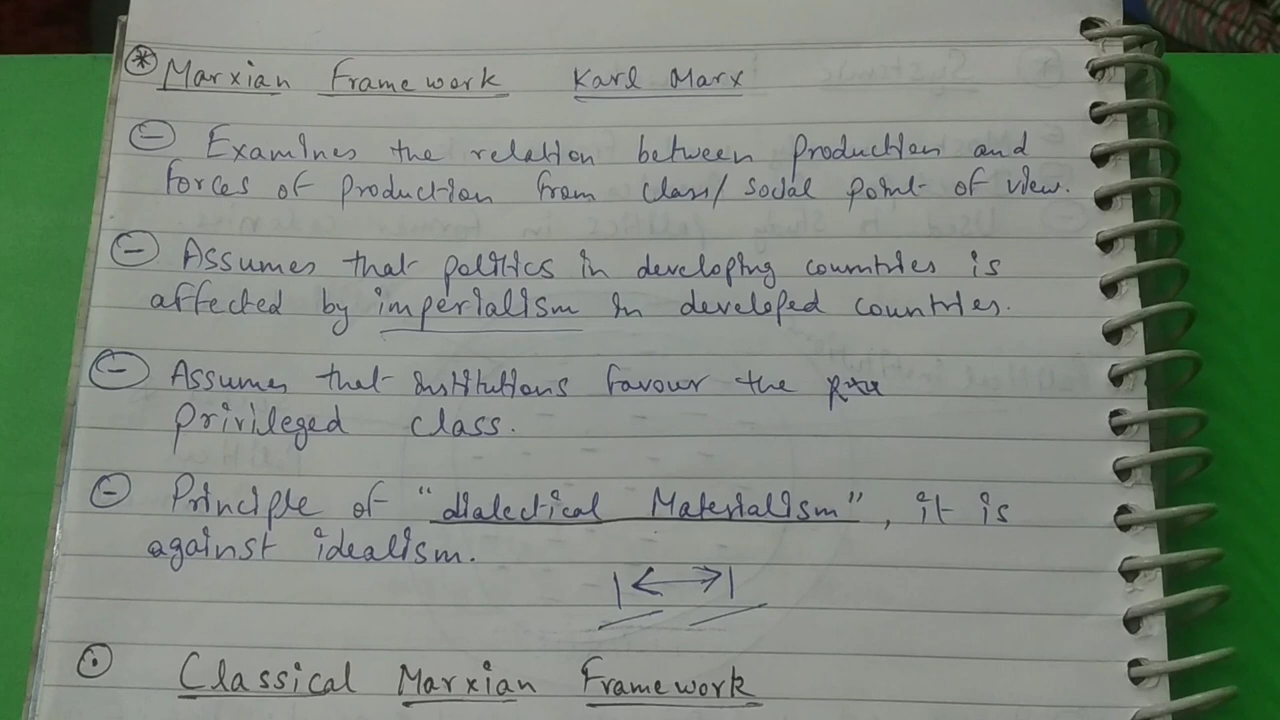 * Marxian Framework Karl Marx
- Examines the relation between production and
forces of production from class/ social point of view.
- Assumes that politics in developing countries is
affected by imperialism in developed countries.
- Assumes that institutions favour the
privileged class.
- Principle of "dialectical Materialism", it is
against idealism.
Classical Marxian Framework